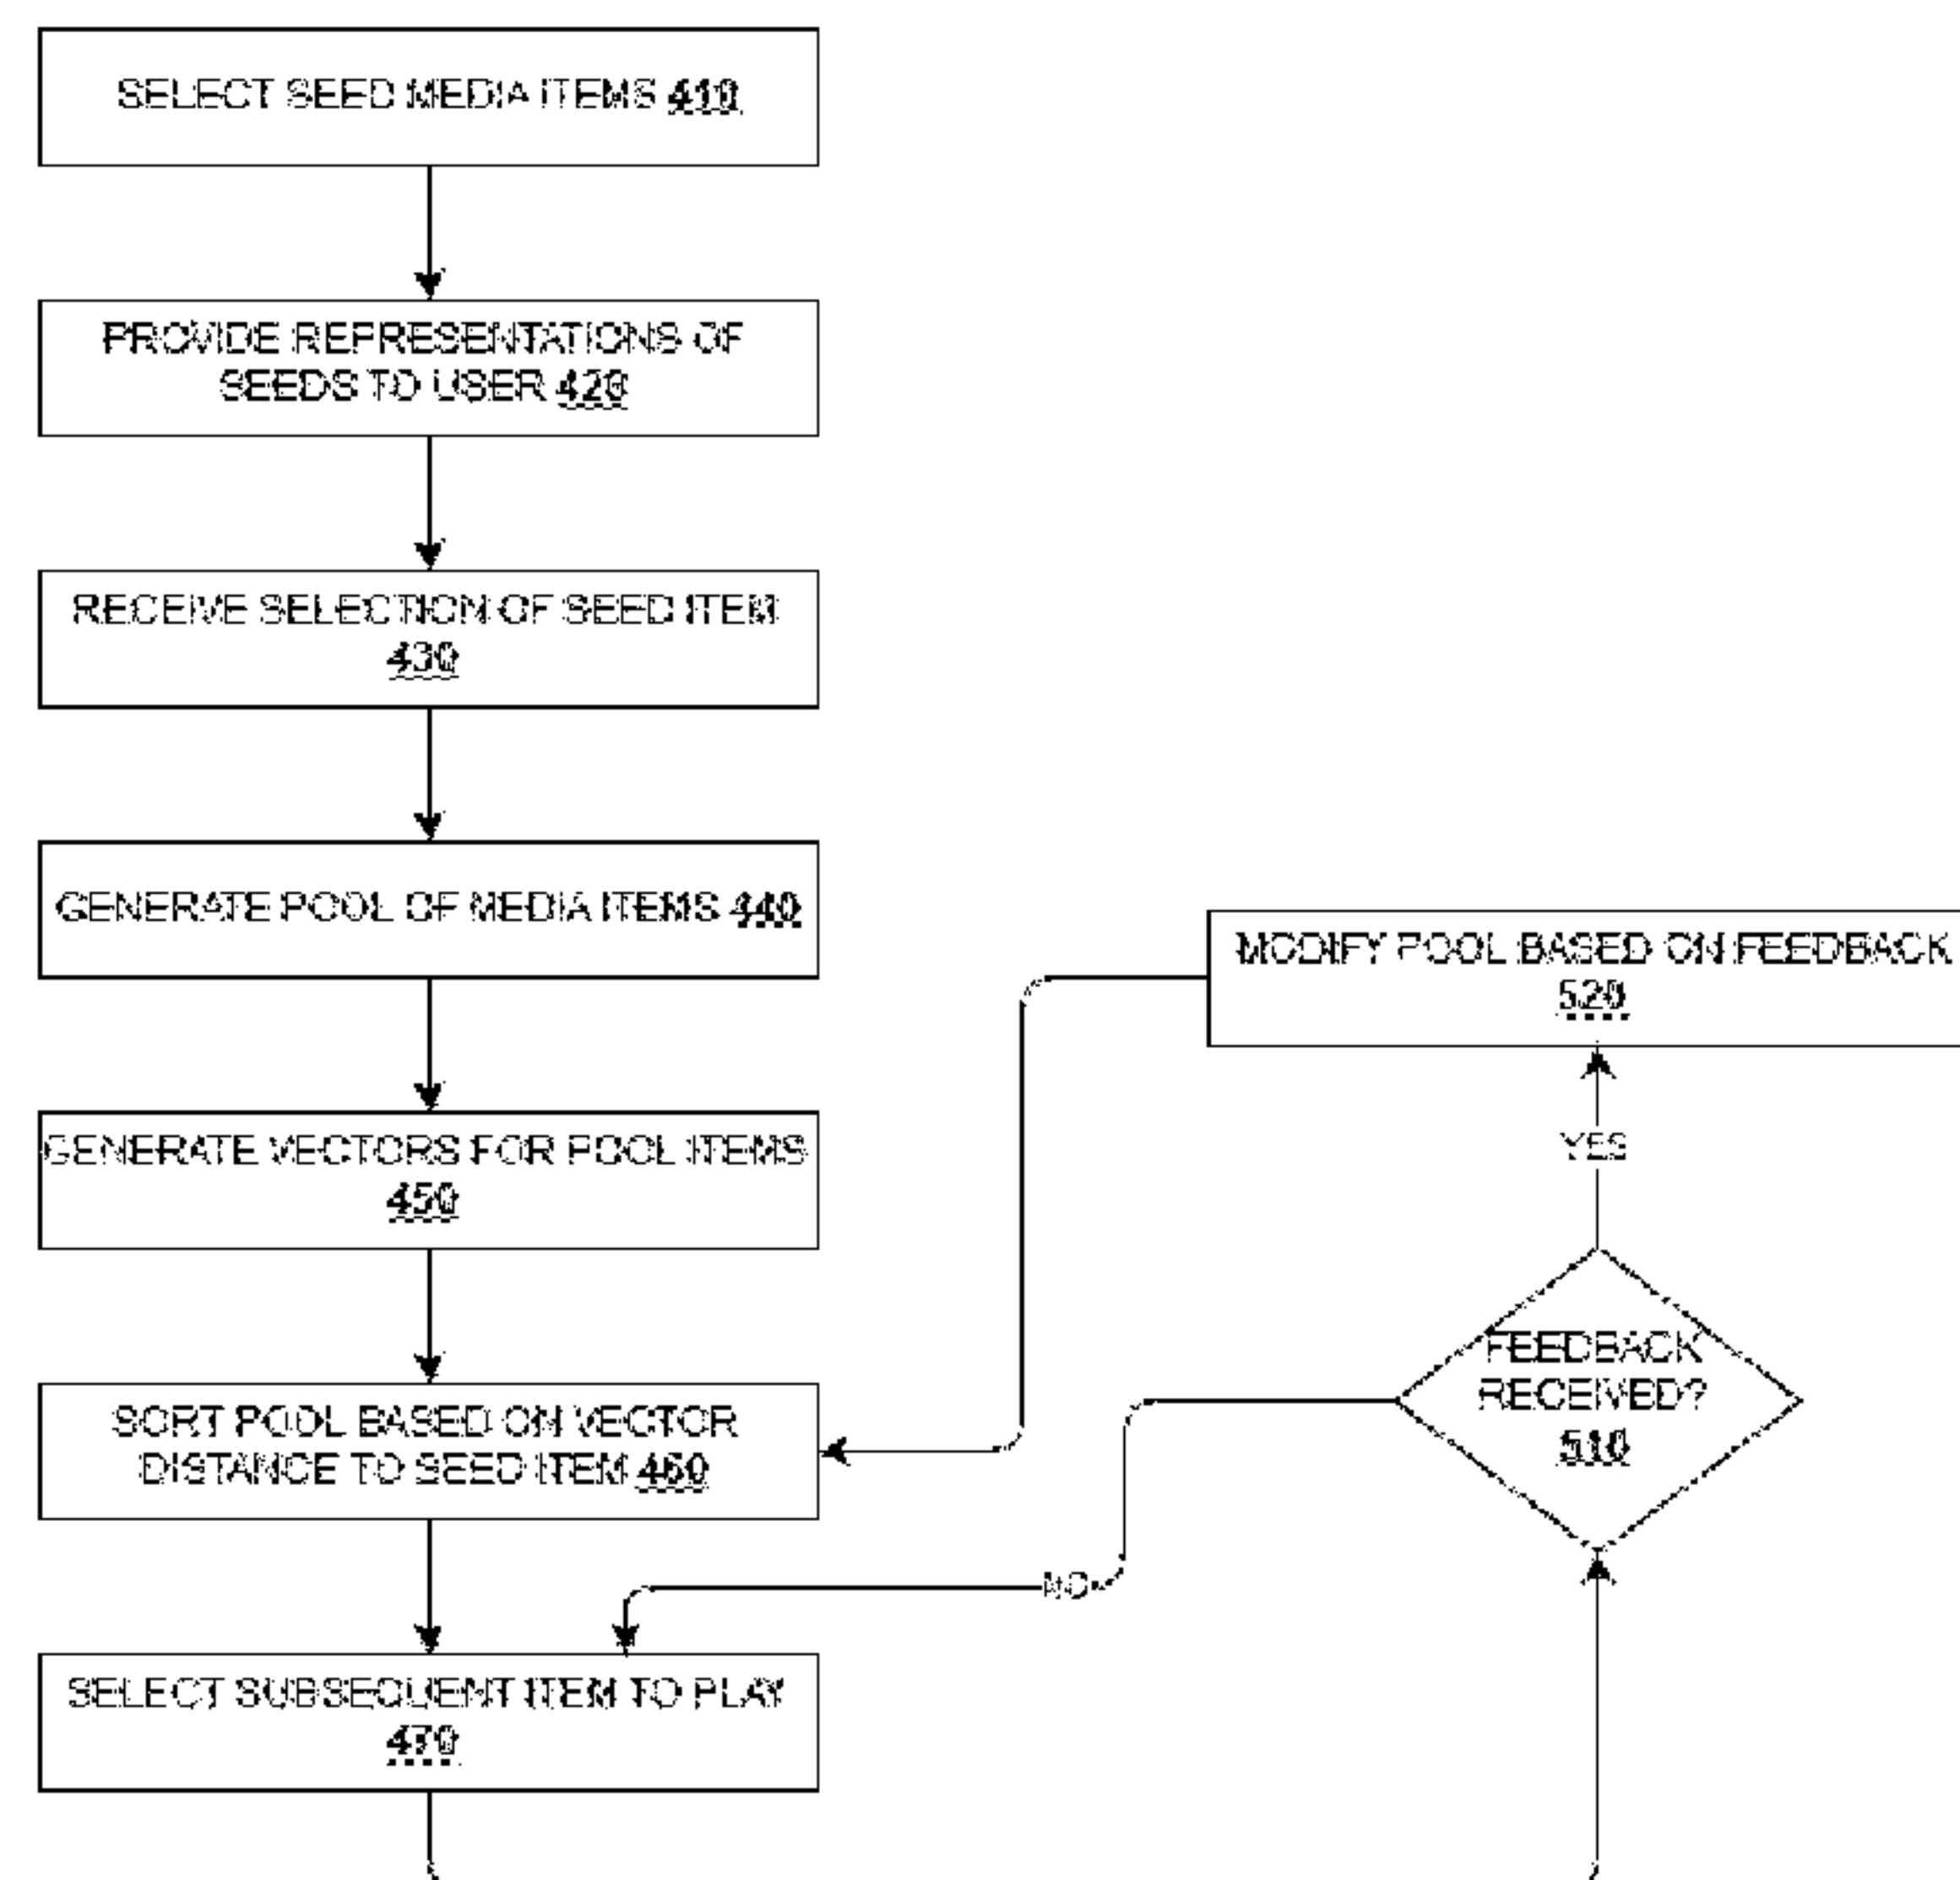 SELECT SEED MEDIA ITEMS 410
PROVIDE REPRESENTATIONS OF
SEEDS TO USER 420
RECEIVE SELECTION OF SEED ITEM
430
GENERATE POOL OF MEDIA ITEMS 440
GENERATE VECTORS FOR POOL ITEMS
450
SORT POOL BASED ON VECTOR
DISTANCE TO SEED ITEM 460
SELECT SUBSEQUENT ITEM TO PLAY
470
MODIFY POOL BASED ON FEEDBACK
520
YES
FEEDBACK
RECEIVED?
510
NO